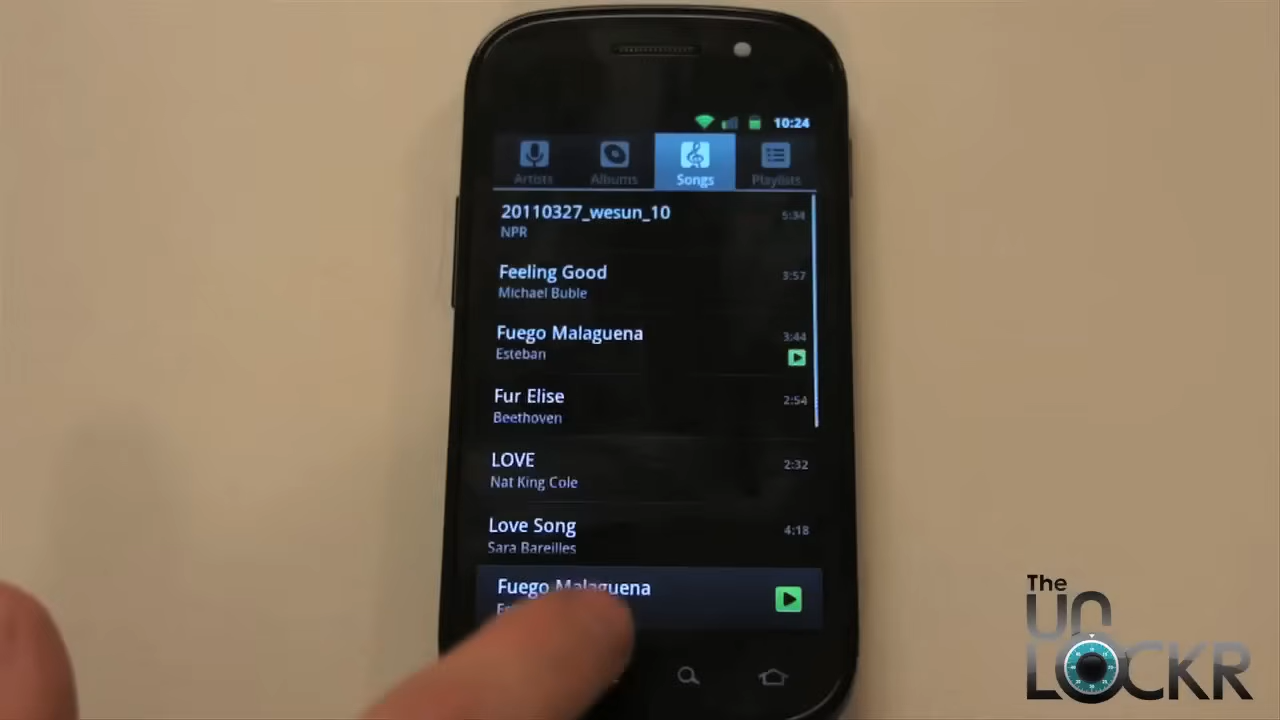 10:24
Artists Albums Songs Playlists
20110327_wesun_10 5:34
NPR
Feeling Good 3:57
Michael Buble
Fuego Malaguena 3:44
Esteban
Fur Elise 2:54
Beethoven
LOVE 2:32
Nat King Cole
Love Song 4:18
Sara Bareilles
Fuego Malaguena
The
UNLOCKR